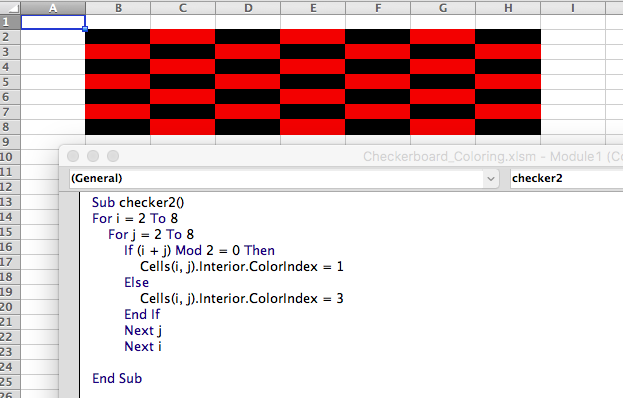 A B C D E F G H I
1
2
3
4
5
6
7
8
9
10
11
12
13
14
15
16
17
18
19
20
21
22
23
24
25
26
Checkerboard_Coloring.xlsm - Module1
(General) checker2
Sub checker2()
For i = 2 To 8
For j = 2 To 8
If (i + j) Mod 2 = 0 Then
Cells(i, j).Interior.ColorIndex = 1
Else
Cells(i, j).Interior.ColorIndex = 3
End If
Next j
Next i
End Sub